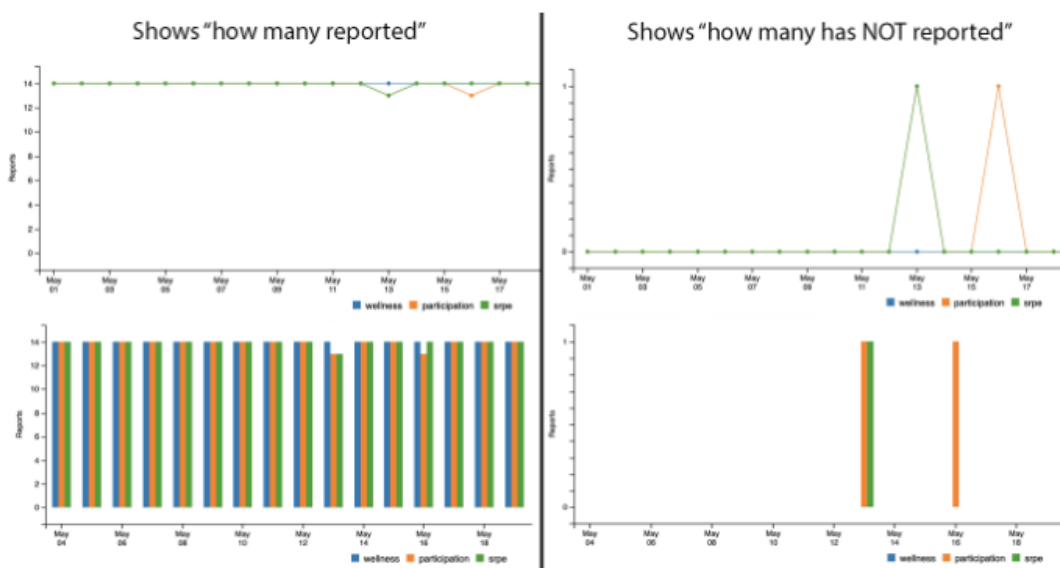 Shows “how many reported”
14
12
10
8
6
4
2
0
Reports
May 01 May 03 May 05 May 07 May 09 May 11 May 13 May 15 May 17
wellness participation srpe
14
12
10
8
6
4
2
0
Reports
May 04 May 06 May 08 May 10 May 12 May 14 May 16 May 18
wellness participation srpe
Shows “how many has NOT reported”
1
0
Reports
May 01 May 03 May 05 May 07 May 09 May 11 May 13 May 15 May 17
wellness participation srpe
1
0
Reports
May 04 May 06 May 08 May 10 May 12 May 14 May 16 May 18
wellness participation srpe